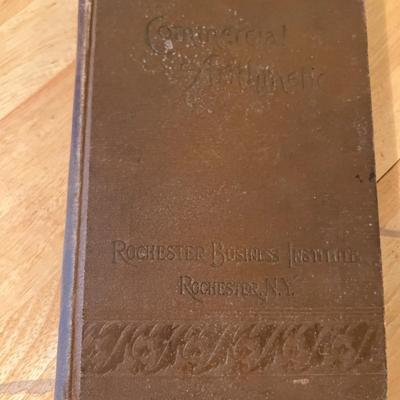 Commercial
Arithmetic
ROCHESTER BUSINESS INSTITUTE
ROCHESTER, N.Y.